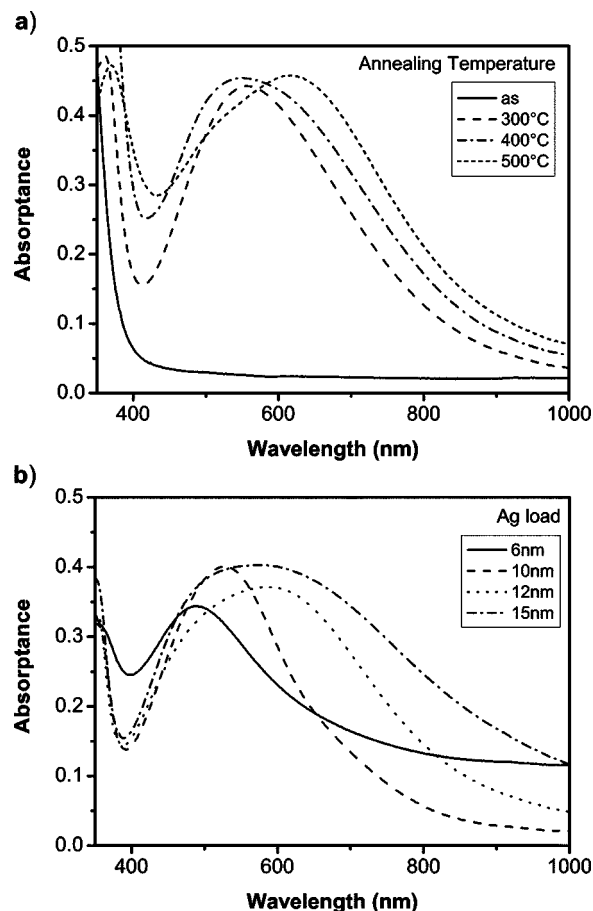 a)
0.5
0.4
0.3
0.2
0.1
0.0
Absorptance
Annealing Temperature
as
300°C
400°C
500°C
400
600
800
1000
Wavelength (nm)
b)
0.5
0.4
0.3
0.2
0.1
0.0
Absorptance
Ag load
6nm
10nm
12nm
15nm
400
600
800
1000
Wavelength (nm)